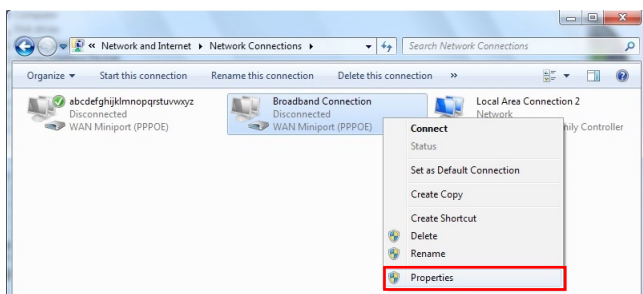 « Network and Internet ▸ Network Connections ▸
Search Network Connections
Organize ▾ Start this connection Rename this connection Delete this connection »
abcdefghijklmnopqrstuvwxyz
Disconnected
WAN Miniport (PPPOE)
Broadband Connection
Disconnected
WAN Miniport (PPPOE)
Local Area Connection 2
Network
hily Controller
Connect
Status
Set as Default Connection
Create Copy
Create Shortcut
Delete
Rename
Properties